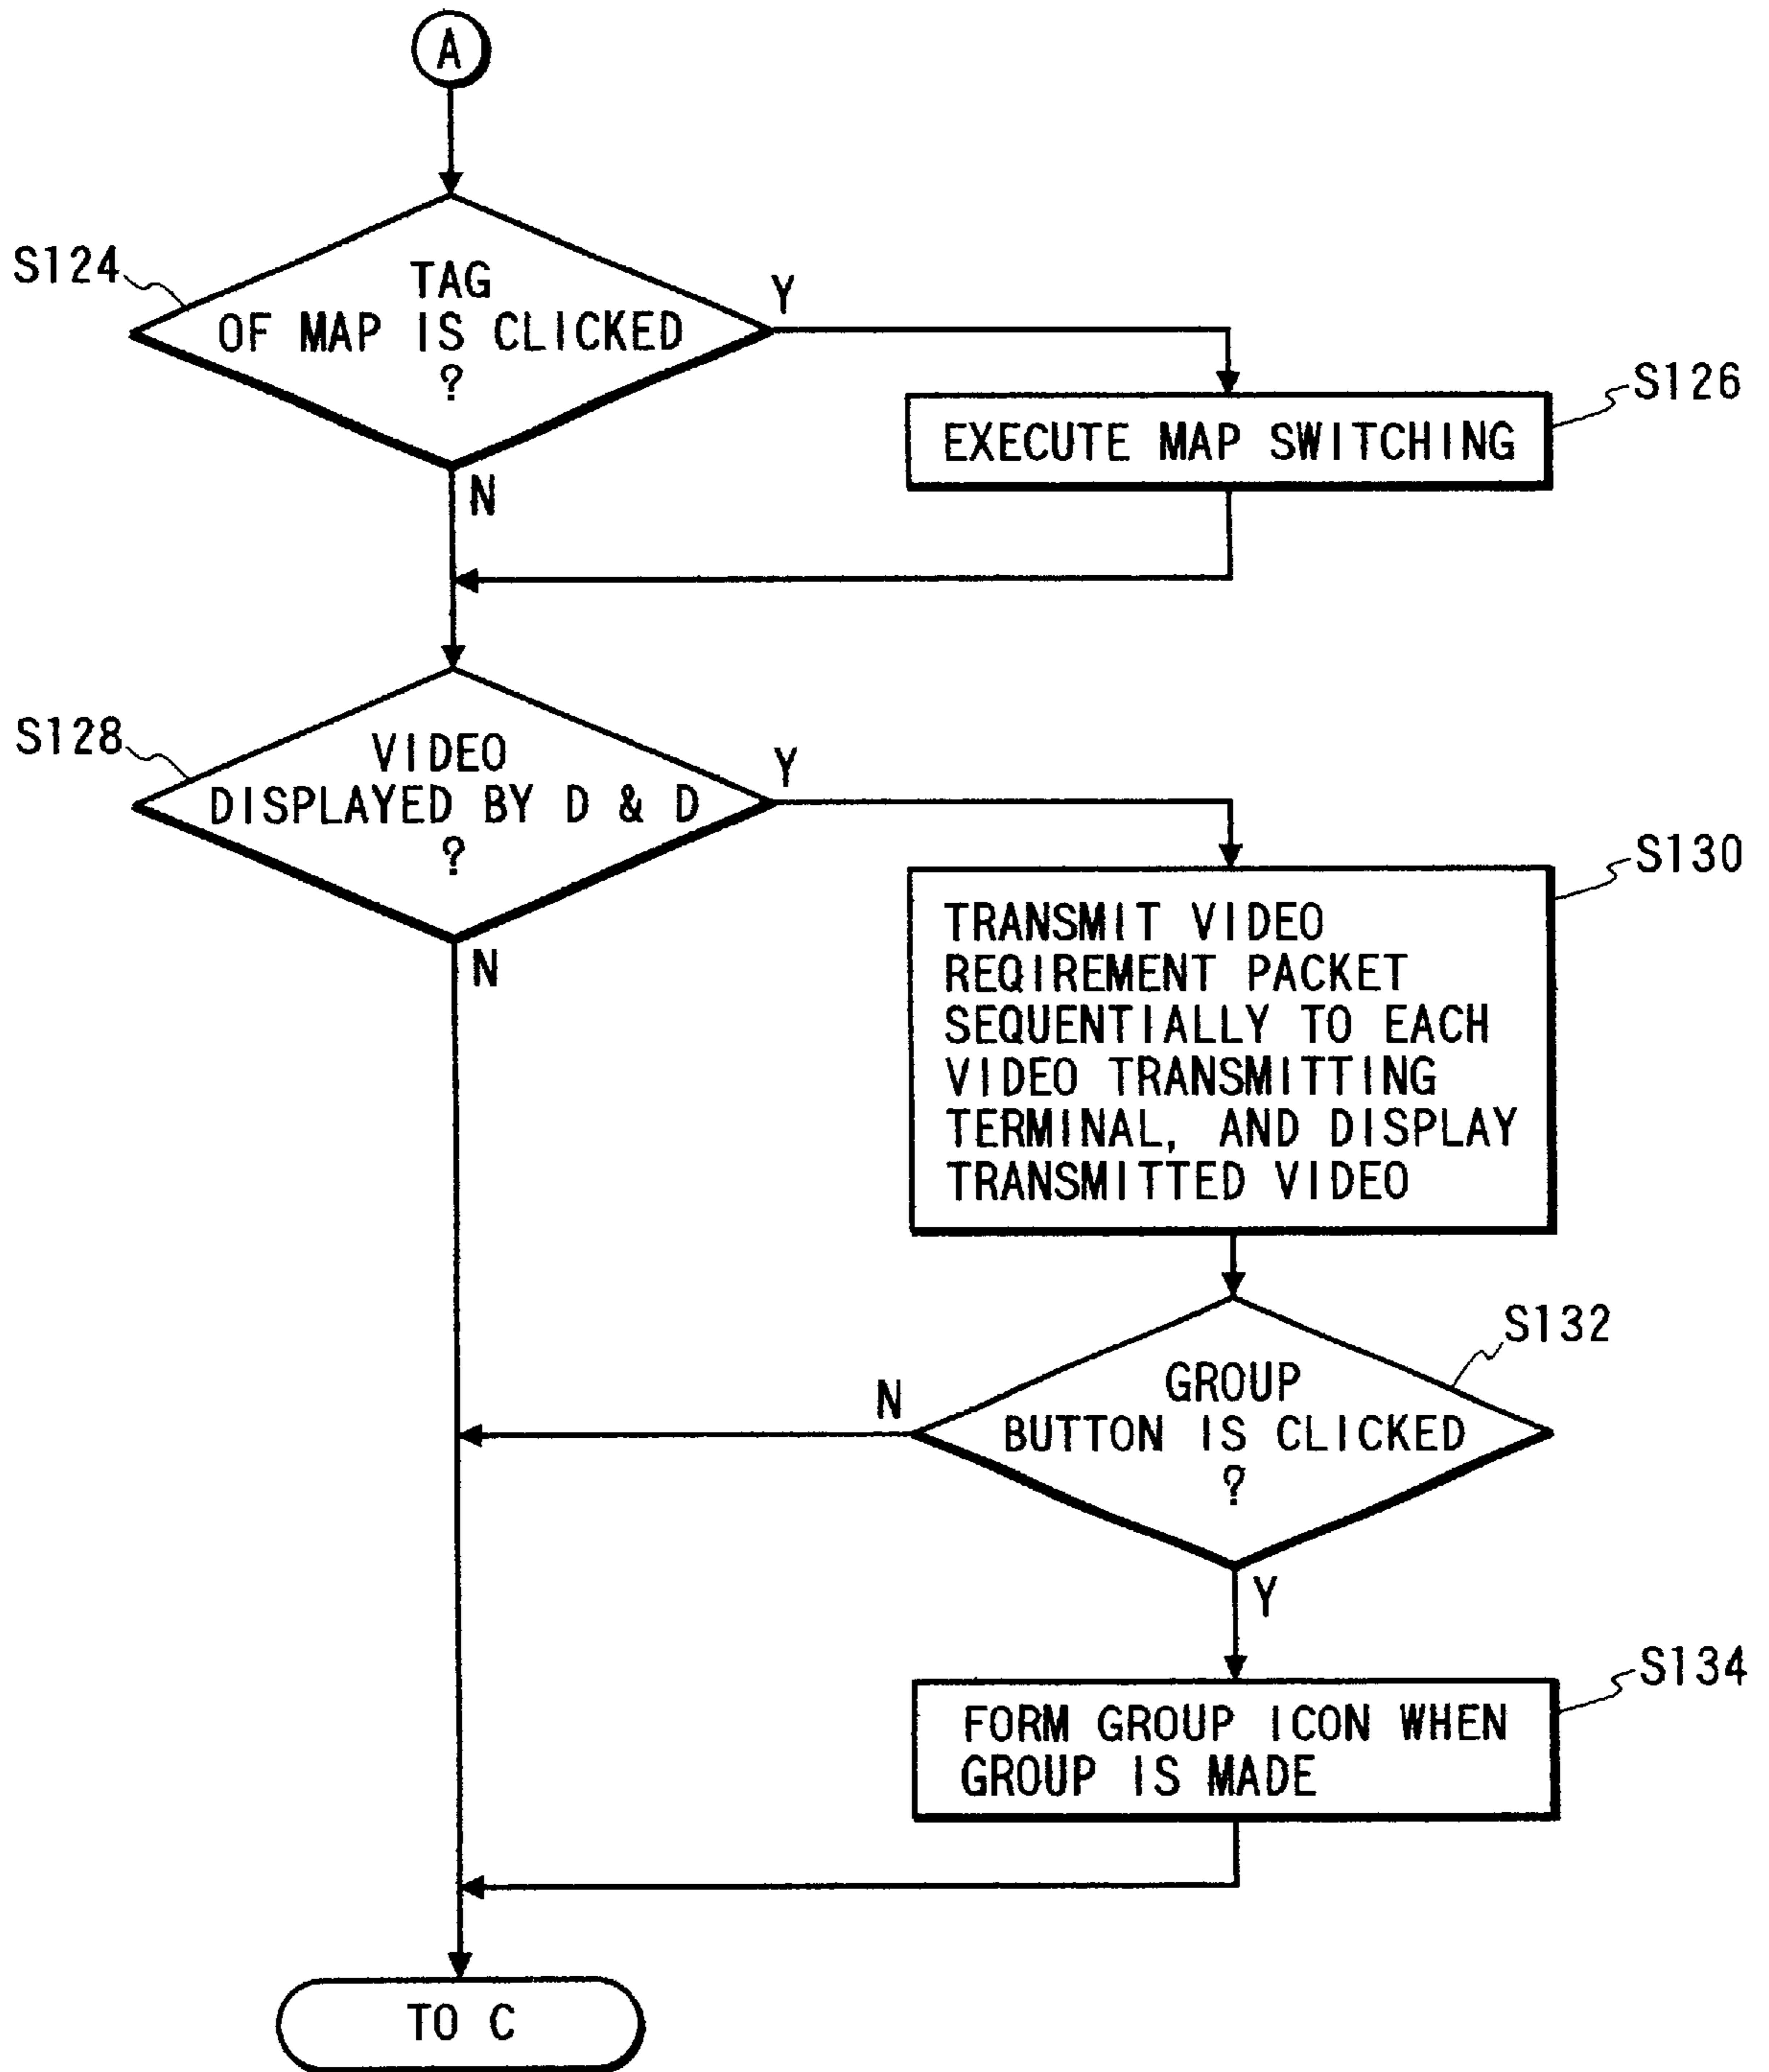 A
S124
TAG
OF MAP IS CLICKED
?
Y
N
S126
EXECUTE MAP SWITCHING
S128
VIDEO
DISPLAYED BY D & D
?
Y
N
S130
TRANSMIT VIDEO
REQIREMENT PACKET
SEQUENTIALLY TO EACH
VIDEO TRANSMITTING
TERMINAL, AND DISPLAY
TRANSMITTED VIDEO
S132
GROUP
BUTTON IS CLICKED
?
N
Y
S134
FORM GROUP ICON WHEN
GROUP IS MADE
TO C